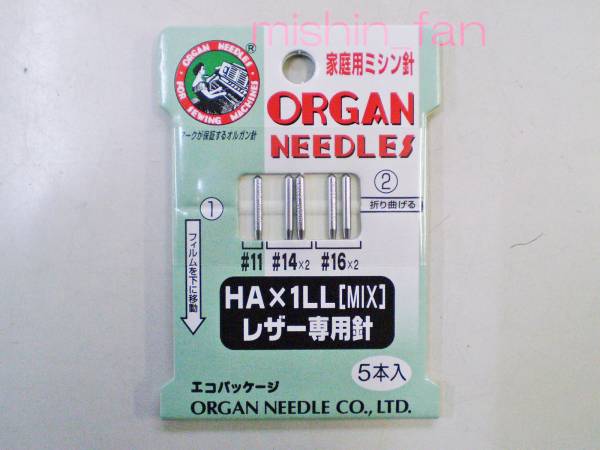 mishin_fan
ORGAN NEEDLES
FOR SEWING MACHINES
®
家庭用ミシン針
ORGAN
NEEDLES
マークが保証するオルガン針
①
②
折り曲げる
フィルムを下に移動
#11 #14×2 #16×2
HA×1LL[MIX]
レザー専用針
5本入
エコパッケージ
ORGAN NEEDLE CO., LTD.